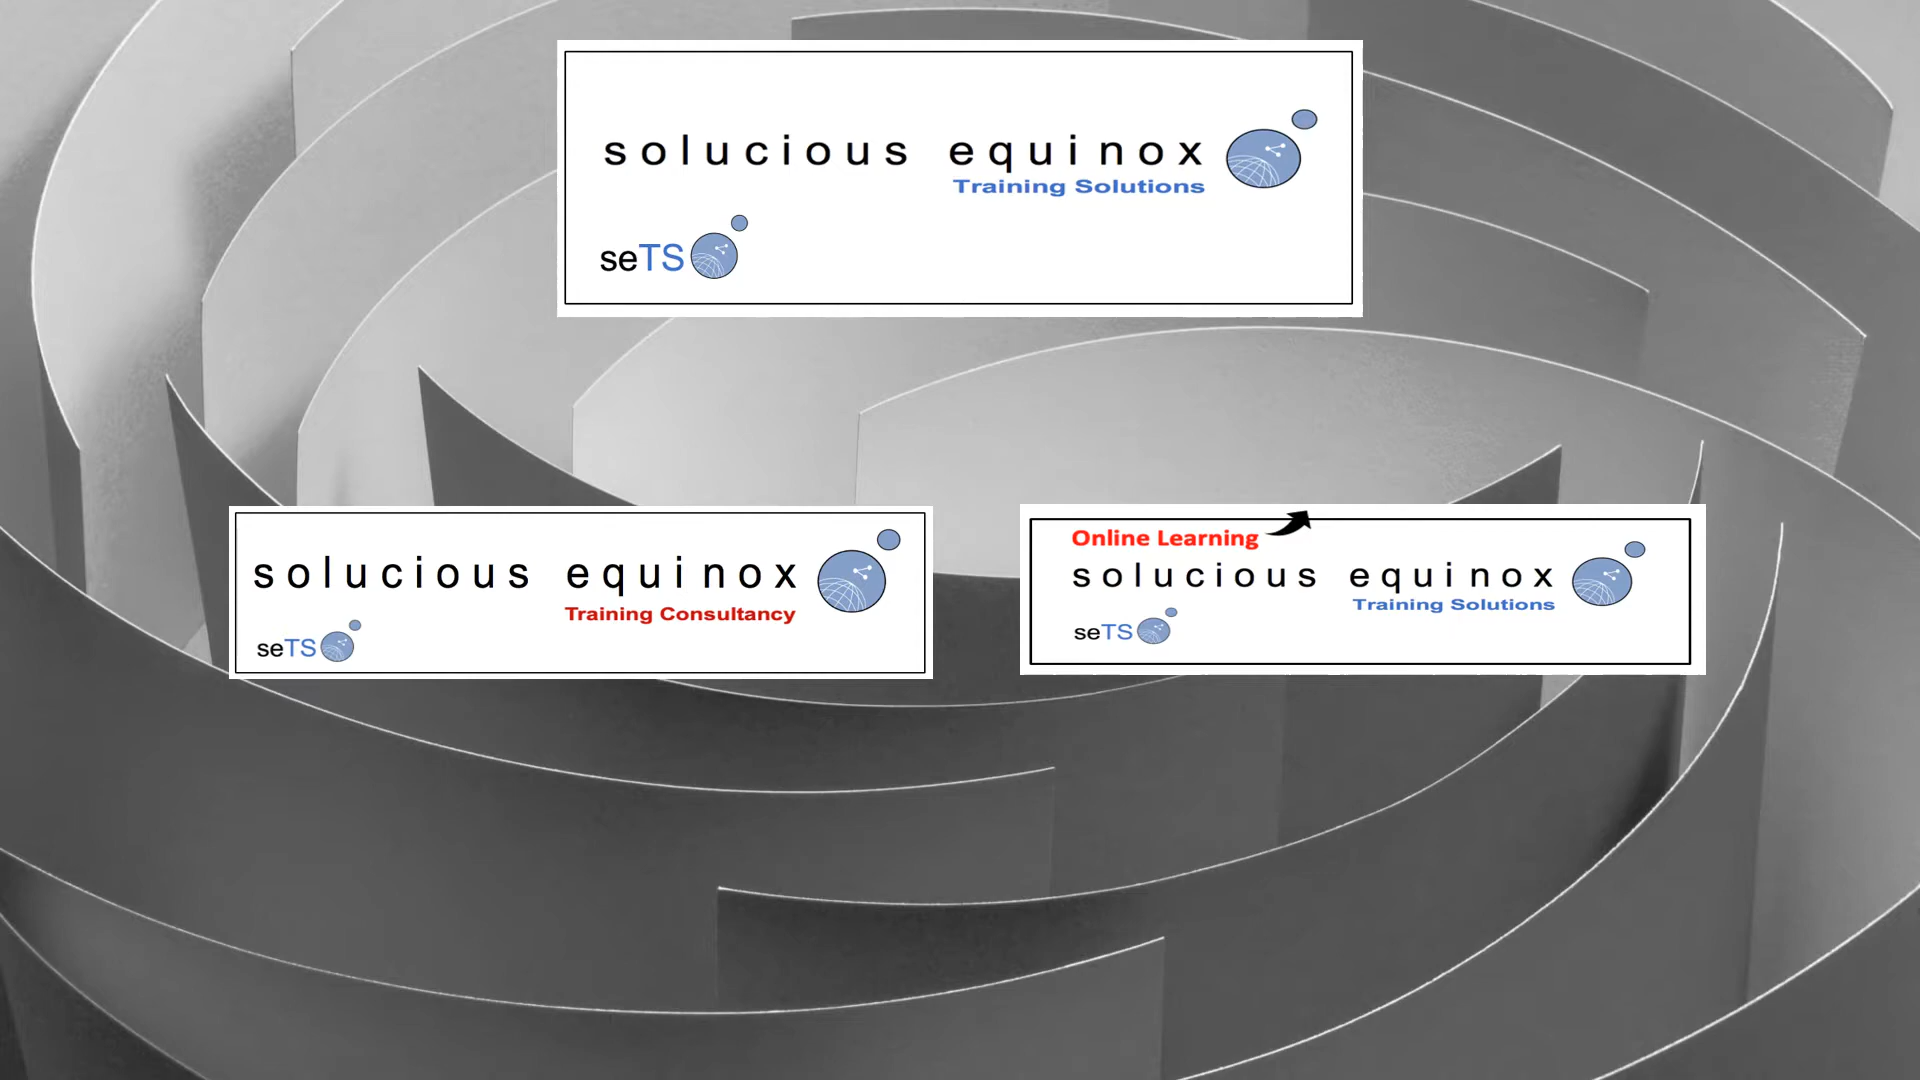 solucious equinox
Training Solutions
seTS
solucious equinox
Training Consultancy
seTS
Online Learning
solucious equinox
Training Solutions
seTS